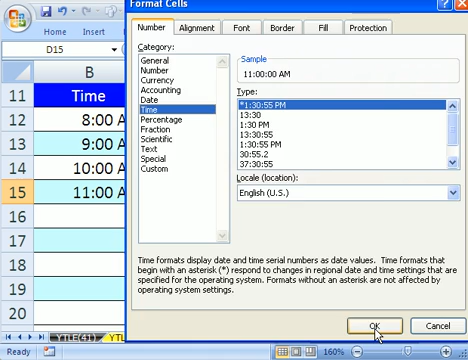 Format Cells
Home
Insert
D15
B
Time
11
12
8:00 A
13
9:00 A
14
10:00 A
15
11:00 A
16
17
18
19
20
YTLE(41)
Ready
160%
Number
Alignment
Font
Border
Fill
Protection
Category:
General
Number
Currency
Accounting
Date
Time
Percentage
Fraction
Scientific
Text
Special
Custom
Sample
11:00:00 AM
Type:
*1:30:55 PM
13:30
1:30 PM
13:30:55
1:30:55 PM
30:55.2
37:30:55
Locale (location):
English (U.S.)
Time formats display date and time serial numbers as date values. Time formats that
begin with an asterisk (*) respond to changes in regional date and time settings that are
specified for the operating system. Formats without an asterisk are not affected by
operating system settings.
OK
Cancel